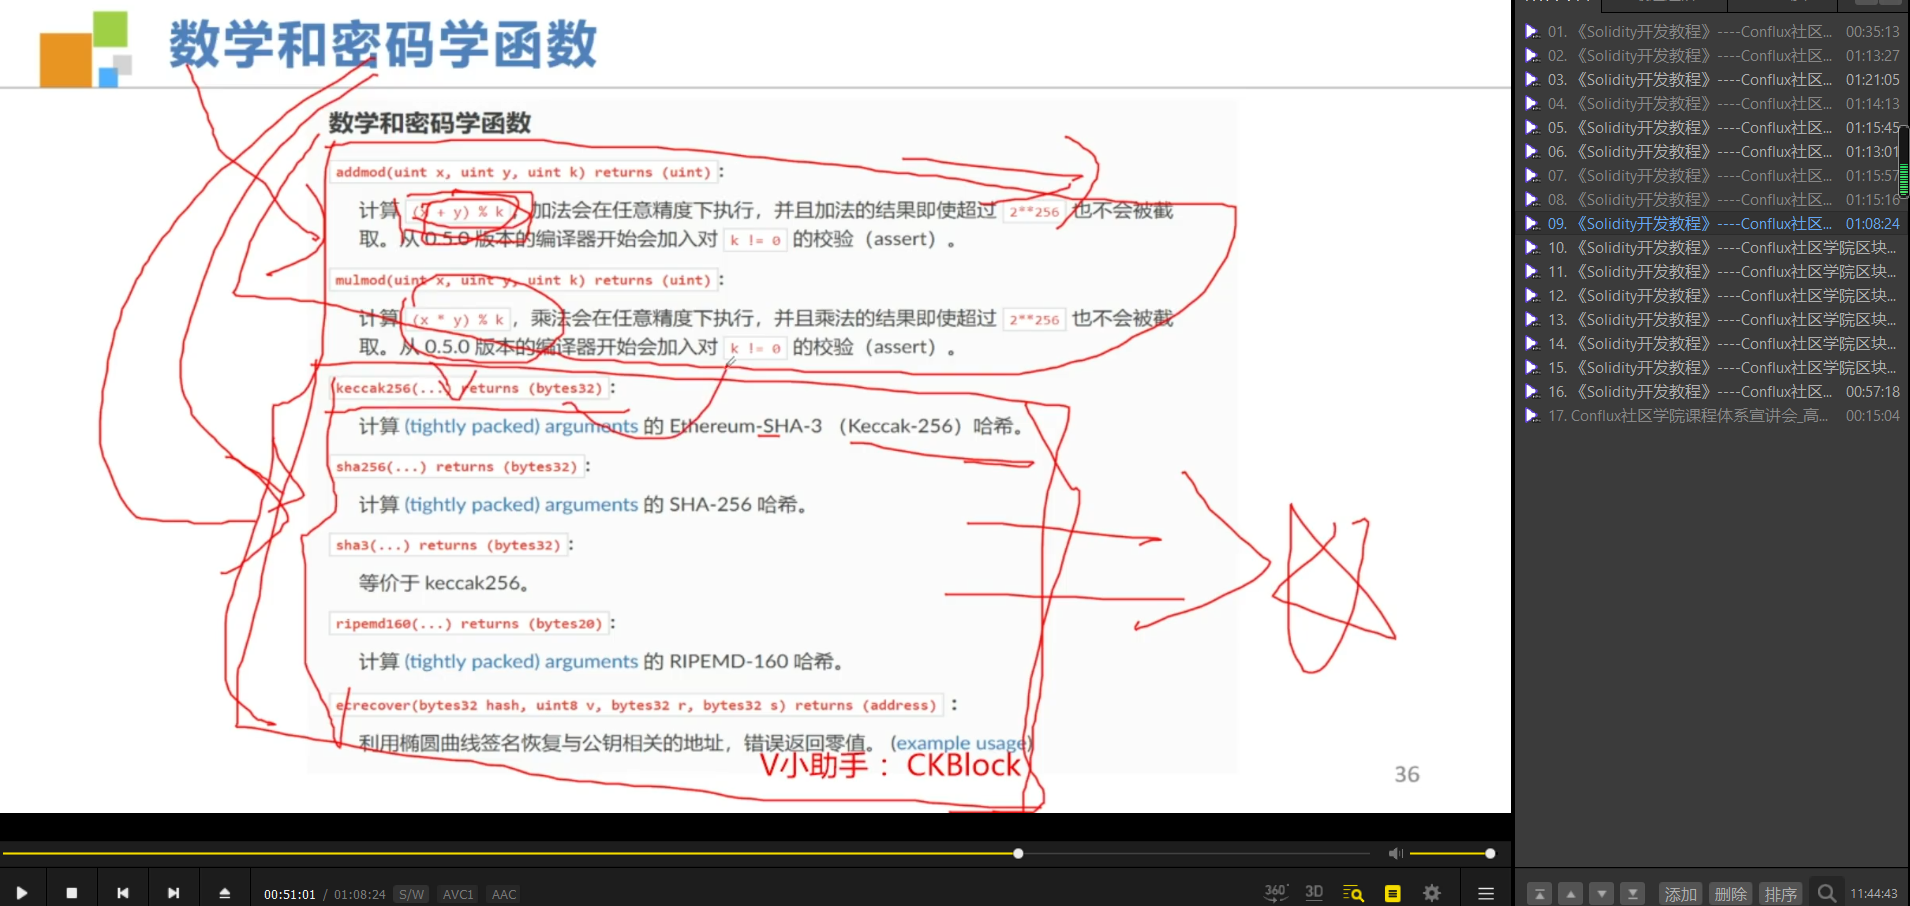 数学和密码学函数
数学和密码学函数
addmod(uint x, uint y, uint k) returns (uint):
计算 (x + y) % k，加法会在任意精度下执行，并且加法的结果即使超过 2**256 也不会被截
取。从 0.5.0 版本的编译器开始会加入对 k != 0 的校验（assert）。
mulmod(uint x, uint y, uint k) returns (uint):
计算 (x * y) % k，乘法会在任意精度下执行，并且乘法的结果即使超过 2**256 也不会被截
取。从 0.5.0 版本的编译器开始会加入对 k != 0 的校验（assert）。
keccak256(...) returns (bytes32):
计算 (tightly packed) arguments 的 Ethereum-SHA-3 （Keccak-256）哈希。
sha256(...) returns (bytes32):
计算 (tightly packed) arguments 的 SHA-256 哈希。
sha3(...) returns (bytes32):
等价于 keccak256。
ripemd160(...) returns (bytes20):
计算 (tightly packed) arguments 的 RIPEMD-160 哈希。
ecrecover(bytes32 hash, uint8 v, bytes32 r, bytes32 s) returns (address) :
利用椭圆曲线签名恢复与公钥相关的地址，错误返回零值。 (example usage)
V小助手： CKBlock
36
01. 《Solidity开发教程》----Conflux社区... 00:35:13
02. 《Solidity开发教程》----Conflux社区... 01:13:27
03. 《Solidity开发教程》----Conflux社区... 01:21:05
04. 《Solidity开发教程》----Conflux社区... 01:14:13
05. 《Solidity开发教程》----Conflux社区... 01:15:45
06. 《Solidity开发教程》----Conflux社区... 01:13:01
07. 《Solidity开发教程》----Conflux社区... 01:15:57
08. 《Solidity开发教程》----Conflux社区... 01:15:16
09. 《Solidity开发教程》----Conflux社区... 01:08:24
10. 《Solidity开发教程》----Conflux社区学院区块...
11. 《Solidity开发教程》----Conflux社区学院区块...
12. 《Solidity开发教程》----Conflux社区学院区块...
13. 《Solidity开发教程》----Conflux社区学院区块...
14. 《Solidity开发教程》----Conflux社区学院区块...
15. 《Solidity开发教程》----Conflux社区学院区块...
16. 《Solidity开发教程》----Conflux社区... 00:57:18
17. Conflux社区学院课程体系宣讲会_高... 00:15:04
00:51:01 / 01:08:24 S/W AVC1 AAC
360° 3D
添加 删除 排序 11:44:43